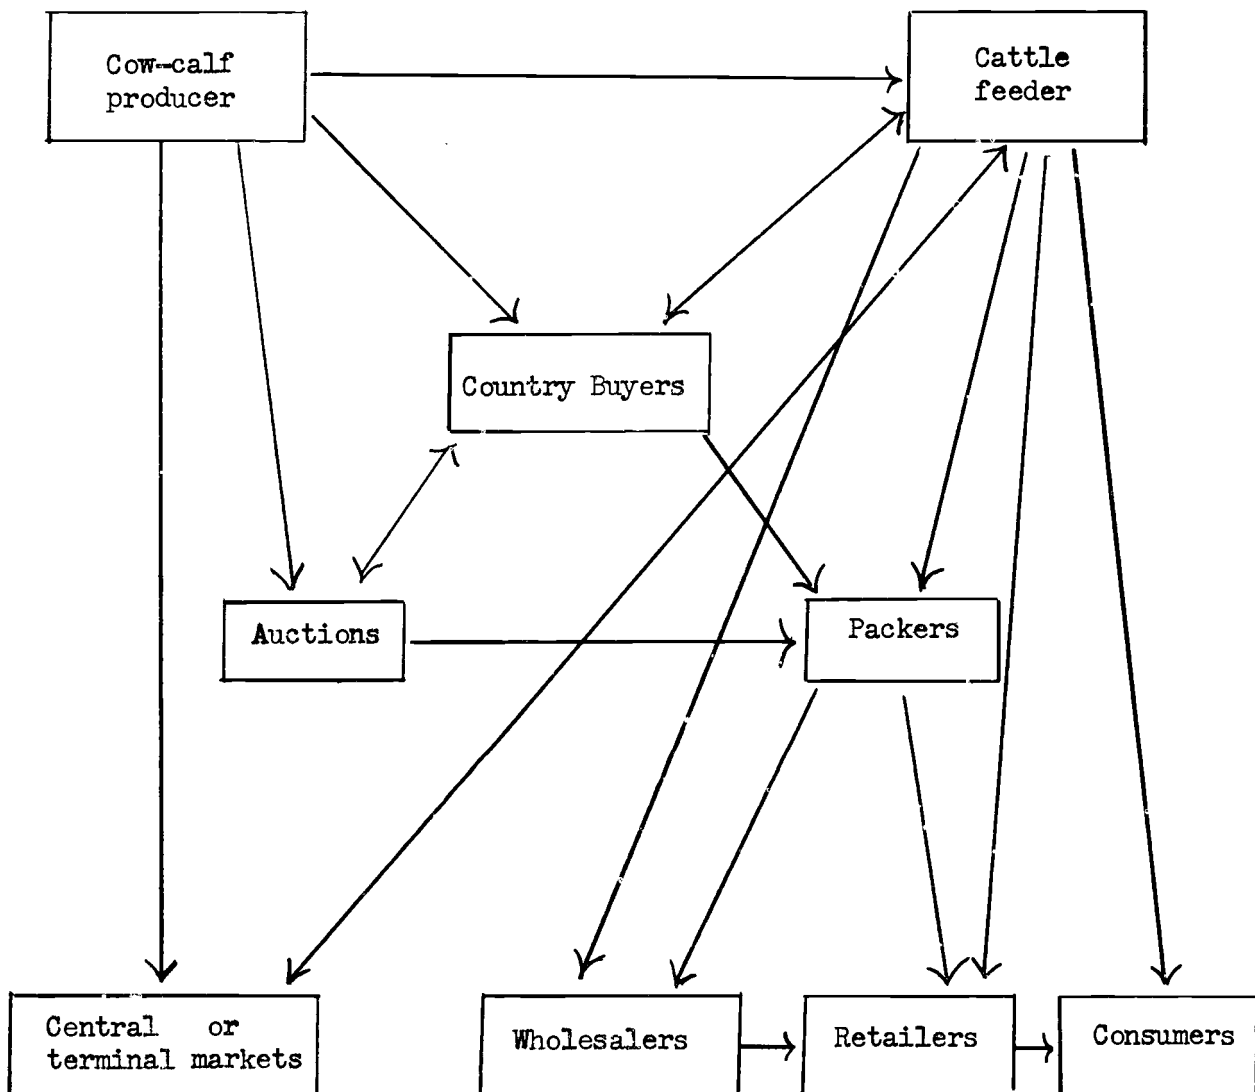 Cow-calf
producer
Cattle
feeder
Country Buyers
Auctions
Packers
Central or
terminal markets
Wholesalers
Retailers
Consumers